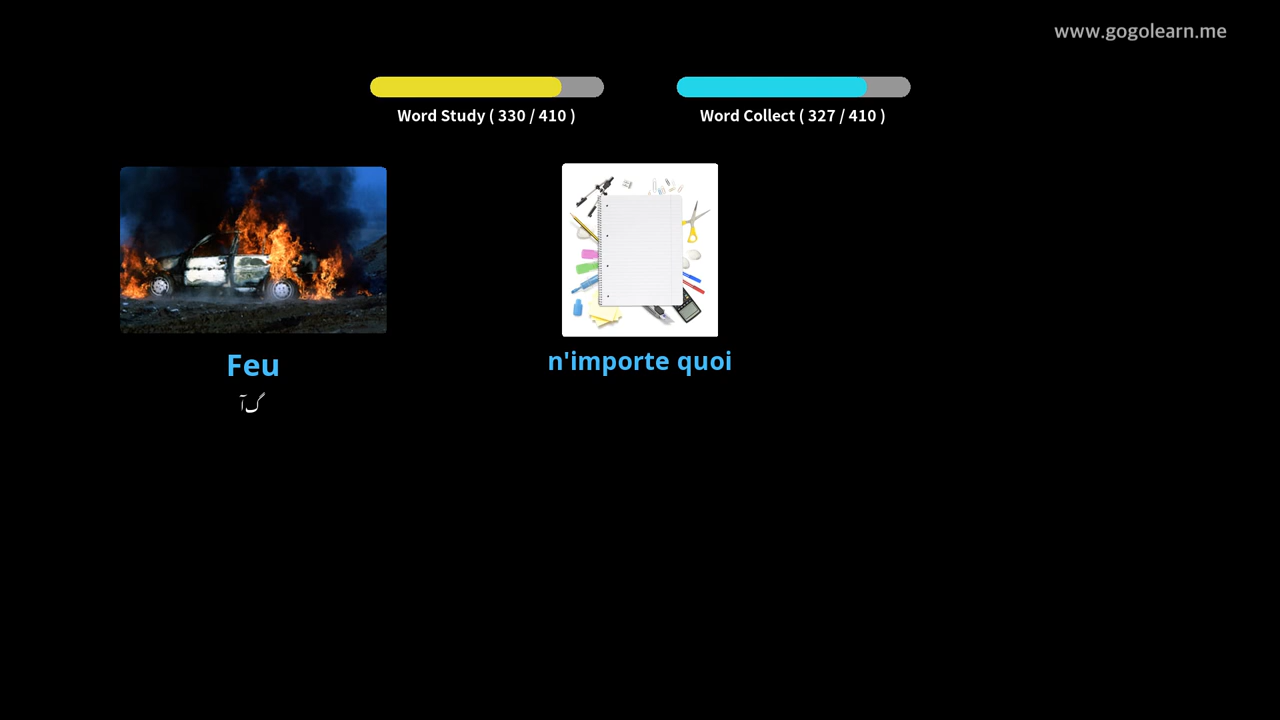 www.gogolearn.me
Word Study ( 330 / 410 )
Word Collect ( 327 / 410 )
Feu
آگ
n'importe quoi